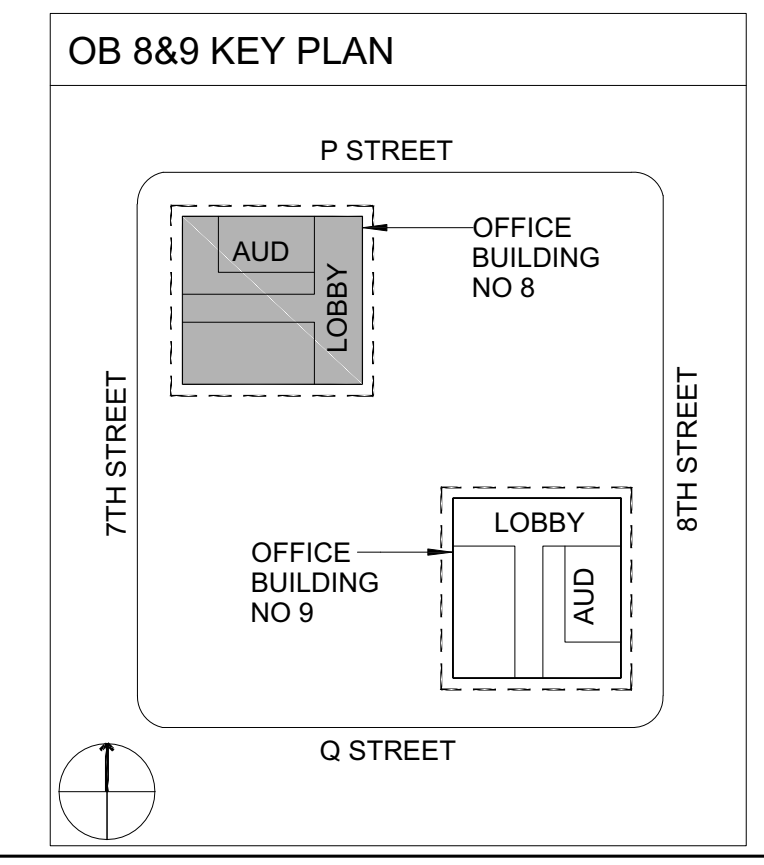 OB 8&9 KEY PLAN
P STREET
AUD
LOBBY
OFFICE
BUILDING
NO 8
7TH STREET
8TH STREET
LOBBY
AUD
OFFICE
BUILDING
NO 9
Q STREET